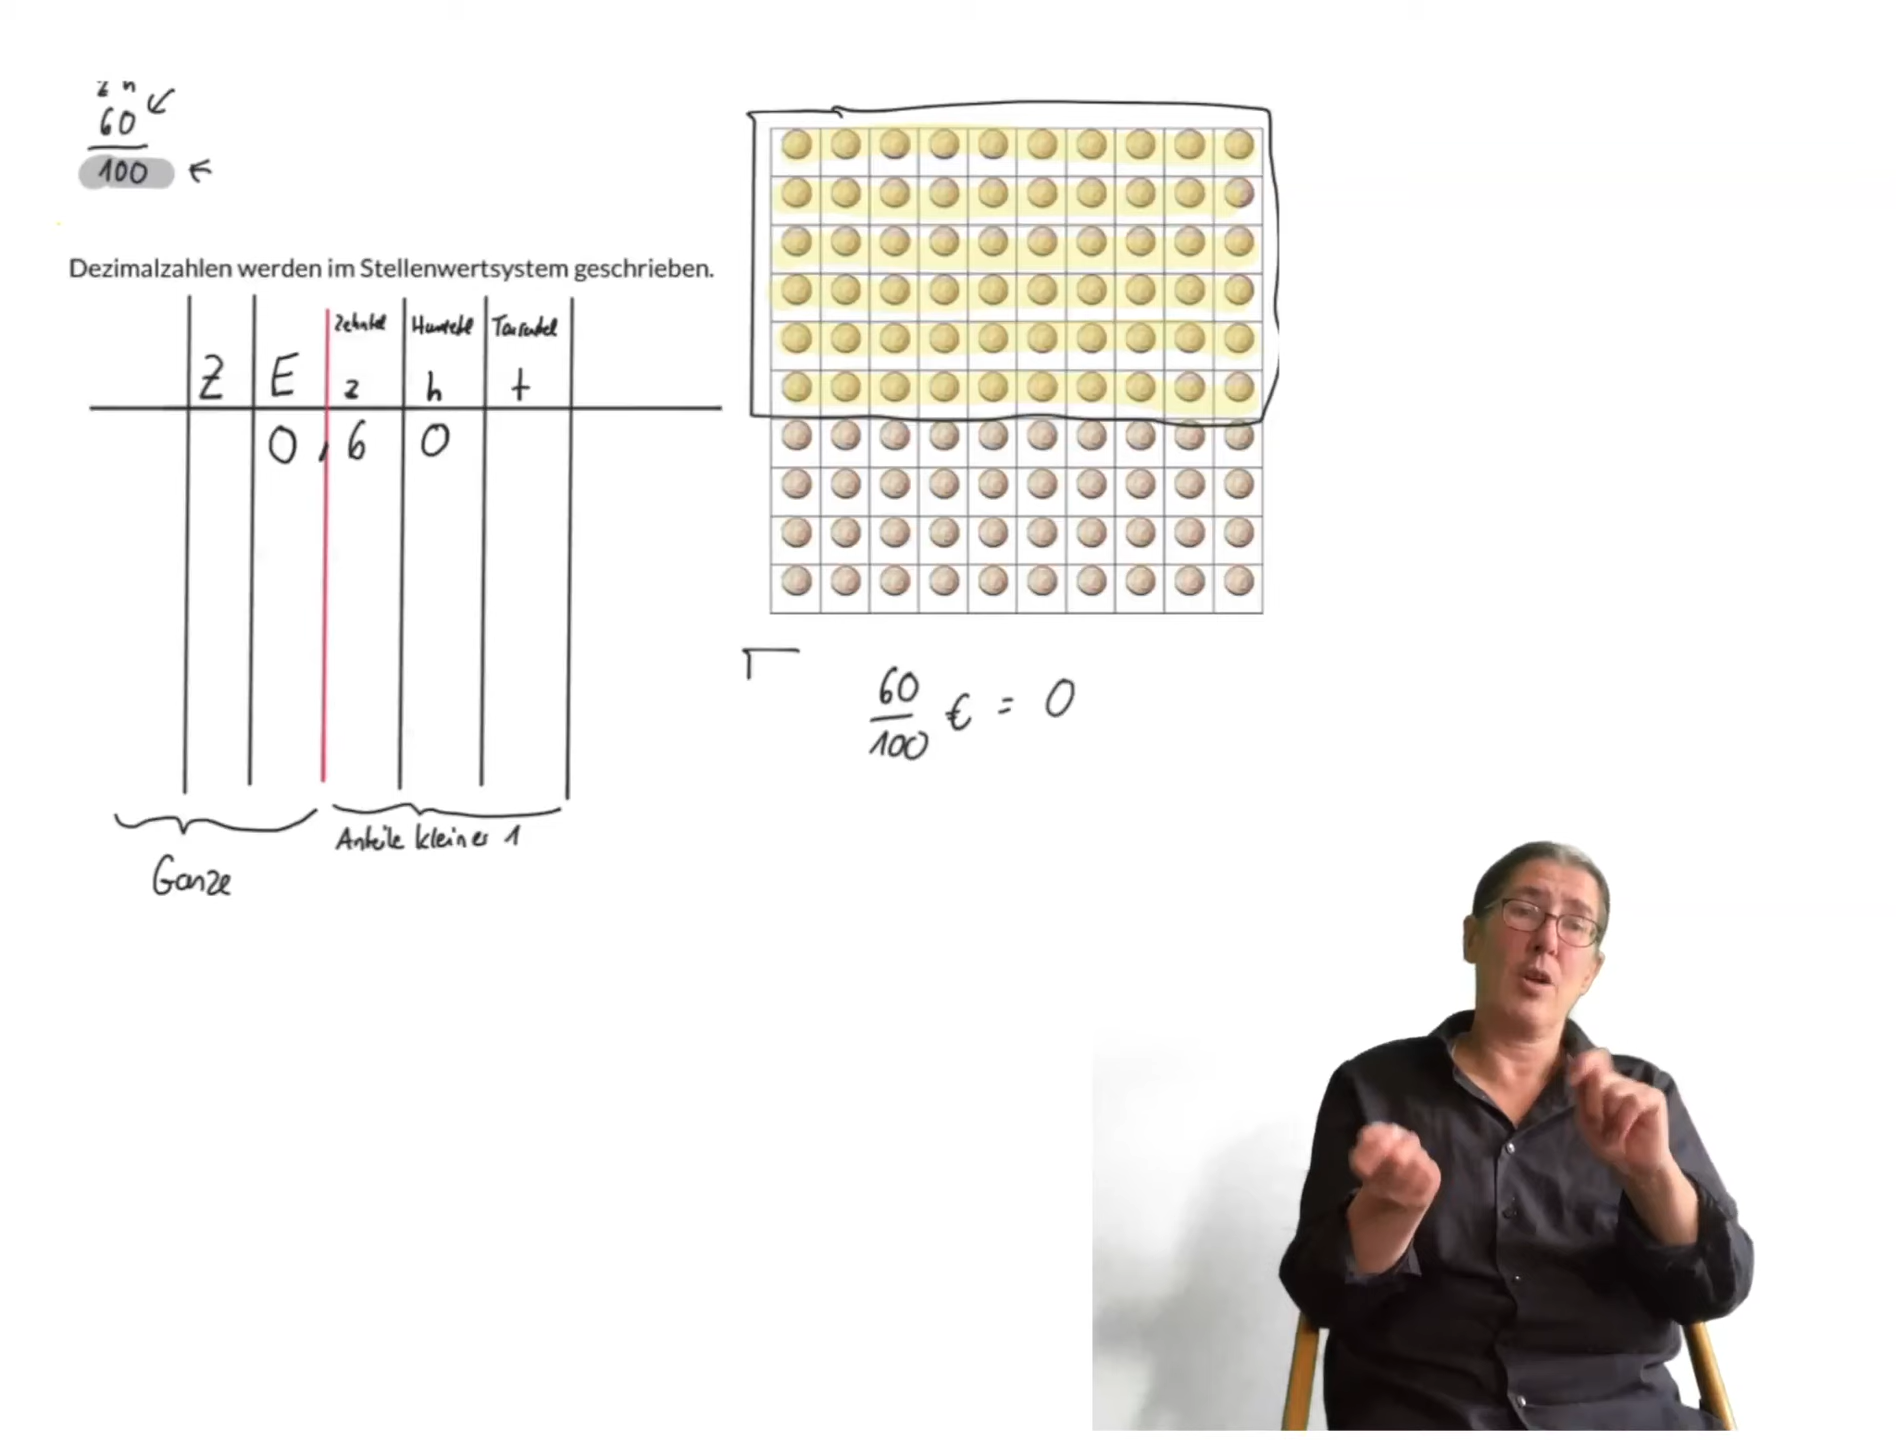 z h
60
100
Dezimalzahlen werden im Stellenwertsystem geschrieben.
Zehntel Hundertel Tausendtel
Z E z h t
0 , 6 0
Ganze
Anteile kleiner 1
60
100 € = 0